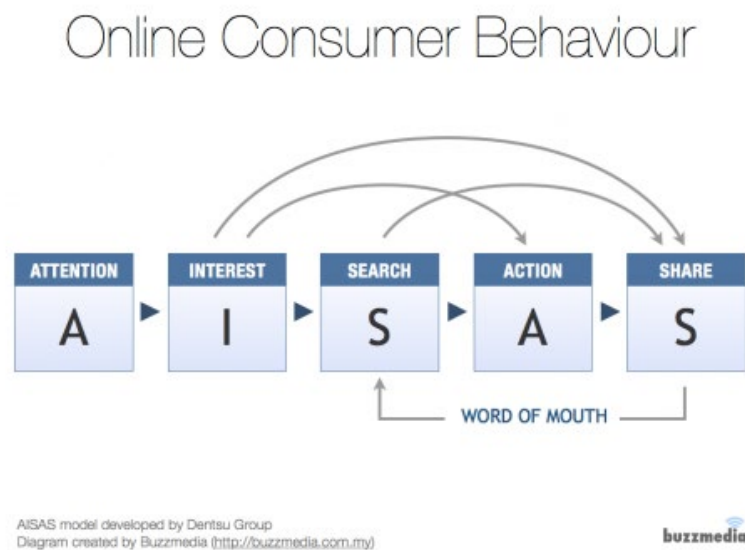 Online Consumer Behaviour
ATTENTION INTEREST SEARCH ACTION SHARE
A I S A S
WORD OF MOUTH
AISAS model developed by Dentsu Group
Diagram created by Buzzmedia (http://buzzmedia.com.my)
buzzmedia